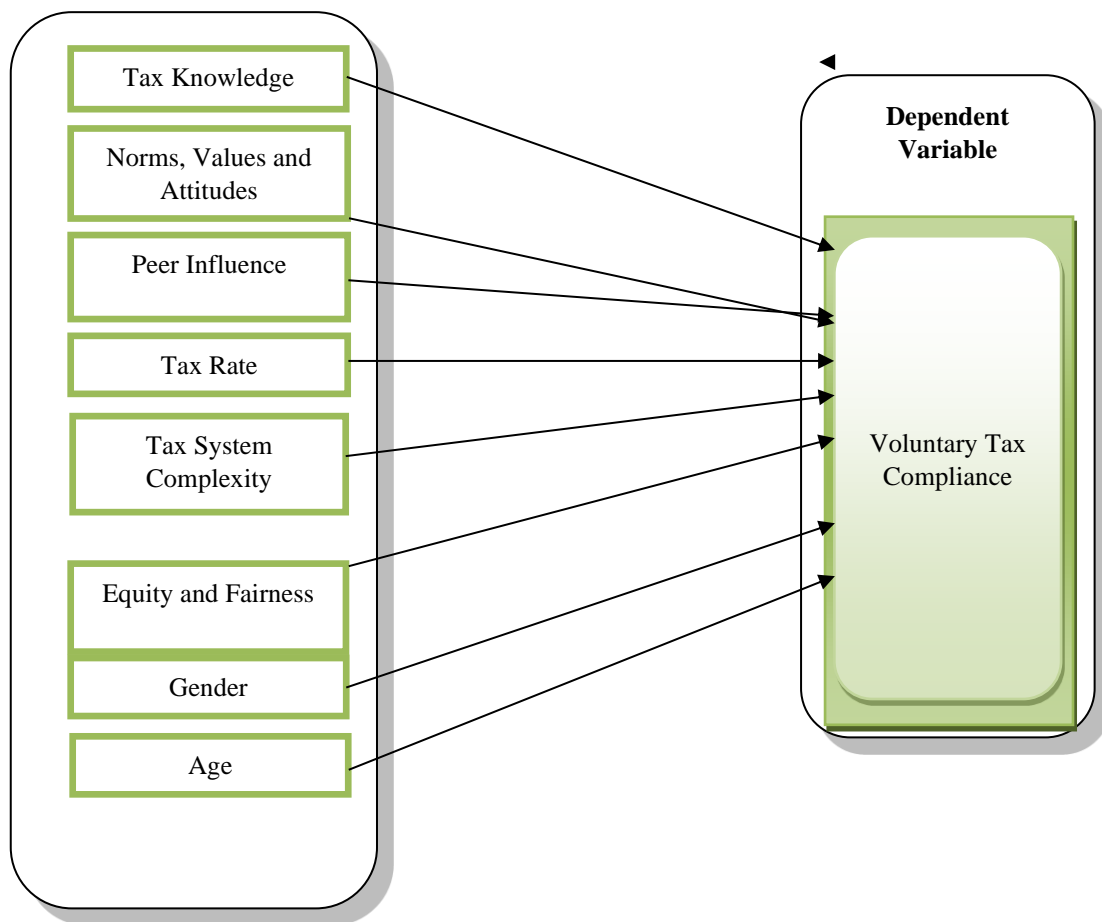 Tax Knowledge
Norms, Values and
Attitudes
Peer Influence
Tax Rate
Tax System
Complexity
Equity and Fairness
Gender
Age
Dependent
Variable
Voluntary Tax
Compliance